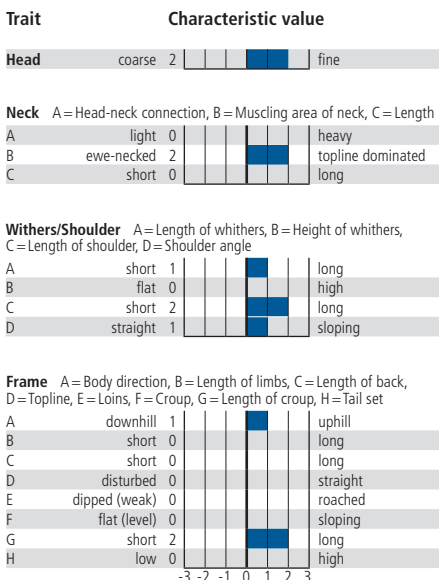 Trait Characteristic value
Head coarse 2 fine
Neck A = Head-neck connection, B = Muscling area of neck, C = Length
A light 0 heavy
B ewe-necked 2 topline dominated
C short 0 long
Withers/Shoulder A = Length of whithers, B = Height of whithers,
C = Length of shoulder, D = Shoulder angle
A short 1 long
B flat 0 high
C short 2 long
D straight 1 sloping
Frame A = Body direction, B = Length of limbs, C = Length of back,
D = Topline, E = Loins, F = Croup, G = Length of croup, H = Tail set
A downhill 1 uphill
B short 0 long
C short 0 long
D disturbed 0 straight
E dipped (weak) 0 roached
F flat (level) 0 sloping
G short 2 long
H low 0 high
-3 -2 -1 0 1 2 3